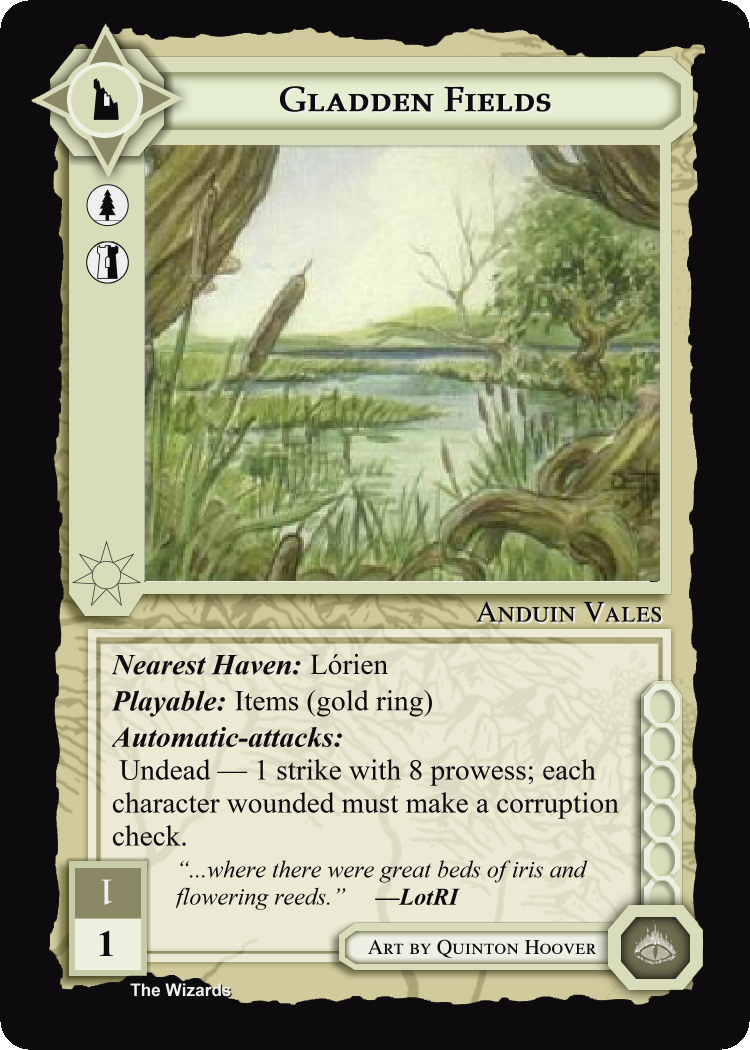 Gladden Fields
Anduin Vales
Nearest Haven: Lórien
Playable: Items (gold ring)
Automatic-attacks:
Undead — 1 strike with 8 prowess; each
character wounded must make a corruption
check.
“...where there were great beds of iris and
flowering reeds.” —LotRI
1
1
Art by Quinton Hoover
The Wizards